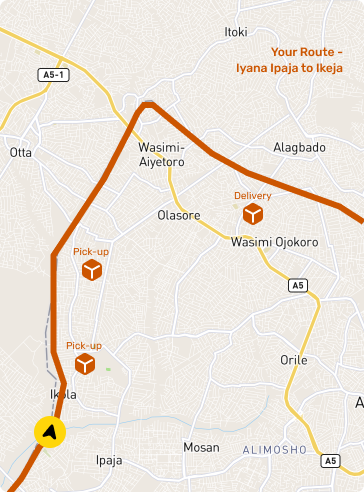 Itoki
Your Route -
Iyana Ipaja to Ikeja
A5-1
Otta
Wasimi-
Aiyetoro
Alagbado
Delivery
Olasore
Wasimi Ojokoro
Pick-up
A5
Pick-up
Orile
Ikola
A
Mosan
ALIMOSHO
Ipaja
A5